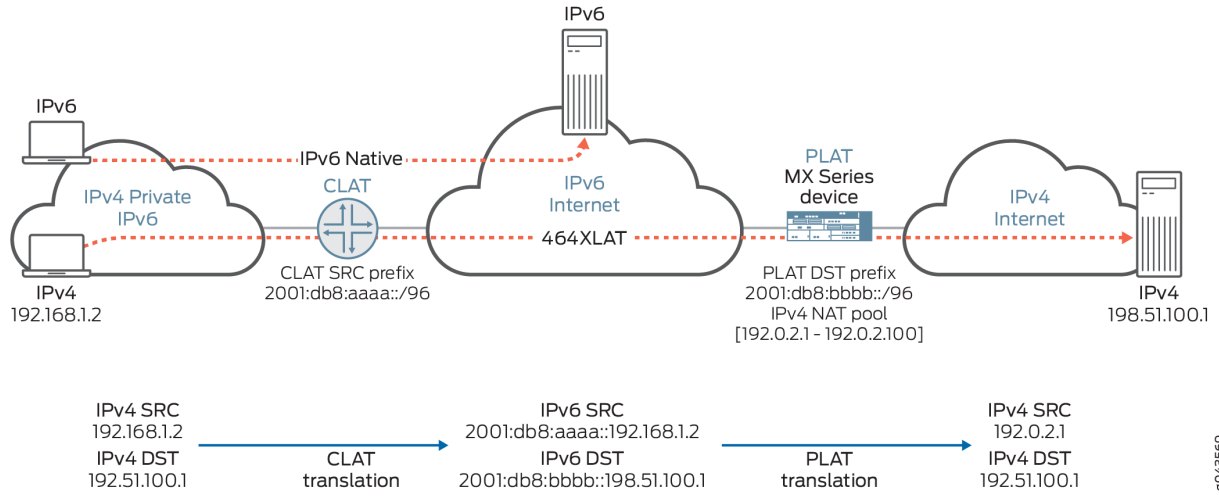 IPv6
IPv6
IPv6 Native
IPv4 Private
IPv6
CLAT
IPv6
Internet
PLAT
MX Series
device
IPv4
Internet
464XLAT
IPv4
192.168.1.2
CLAT SRC prefix
2001:db8:aaaa::/96
PLAT DST prefix
2001:db8:bbbb::/96
IPv4 NAT pool
[192.0.2.1 - 192.0.2.100]
IPv4
198.51.100.1
IPv4 SRC
192.168.1.2
IPv4 DST
192.51.100.1
CLAT
translation
IPv6 SRC
2001:db8:aaaa::192.168.1.2
IPv6 DST
2001:db8:bbbb::198.51.100.1
PLAT
translation
IPv4 SRC
192.0.2.1
IPv4 DST
192.51.100.1